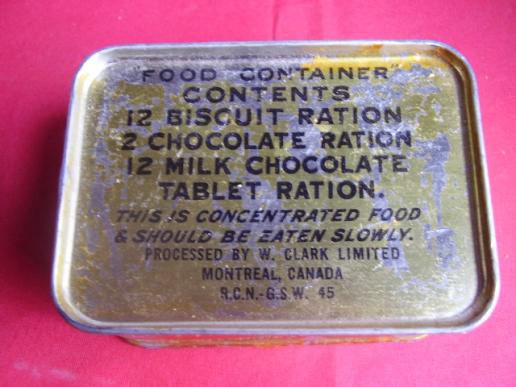 "FOOD CONTAINER"
CONTENTS
12 BISCUIT RATION
2 CHOCOLATE RATION
12 MILK CHOCOLATE
TABLET RATION.
THIS IS CONCENTRATED FOOD
& SHOULD BE EATEN SLOWLY.
PROCESSED BY W. CLARK LIMITED
MONTREAL, CANADA
R.C.N.-G.S.W. 45